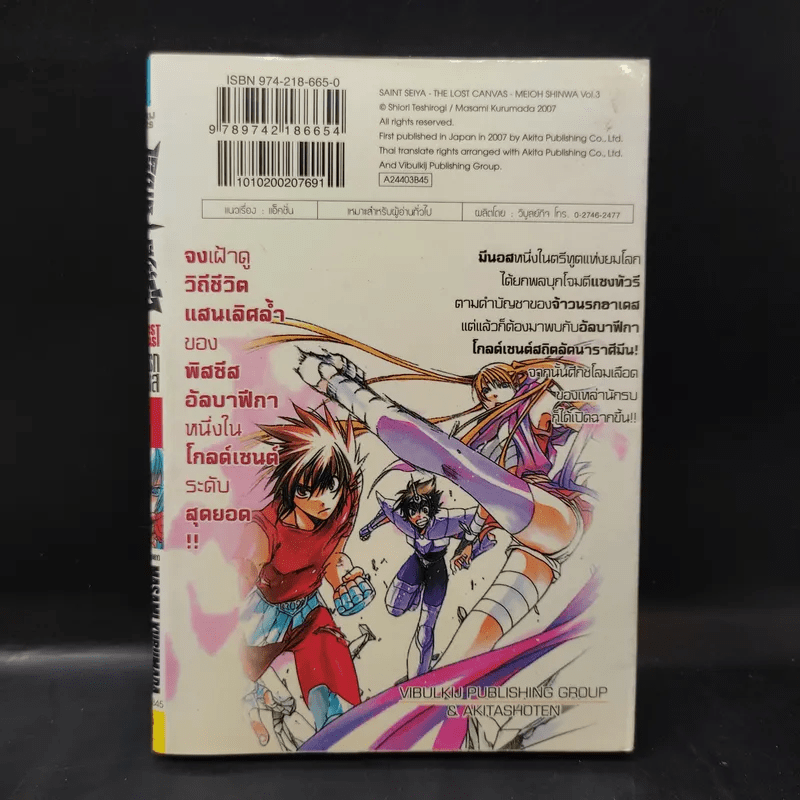 ISBN 974-218-665-0
9 789742 186654
1010200207691
SAINT SEIYA - THE LOST CANVAS - MEIOH SHINWA Vol.3
© Shiori Teshirogi / Masami Kurumada 2007
All rights reserved.
First published in Japan in 2007 by Akita Publishing Co., Ltd.
Thai translate rights arranged with Akita Publishing Co., Ltd.
And Vibulkij Publishing Group.
A24403B45
แนวเรื่อง : แอ็คชั่น
เหมาะสำหรับผู้อ่านทั่วไป
ผลิตโดย : วิบูลย์กิจ โทร. 0-2746-2477
จงเฝ้าดู
วิถีชีวิต
แสนเลิศล้ำ
ของ
พิสซีส
อัลบาฟีกา
หนึ่งใน
โกลด์เซนต์
ระดับ
สุดยอด
!!
มีนอสหนึ่งในตรีทูตแห่งยมโลก
ได้ยกพลบุกโจมตีแซงทัวรี
ตามคำบัญชาของจ้าวนรกฮาเดส
แต่แล้วก็ต้องมาพบกับอัลบาฟีกา
โกลด์เซนต์สถิตลัคนาราศีมีน!
จากนั้นศึกชโลมเลือด
ของเหล่านักรบ
ก็ได้เปิดฉากขึ้น!!
VIBULKIJ PUBLISHING GROUP
& AKITASHOTEN
MASAMI KURUMADA